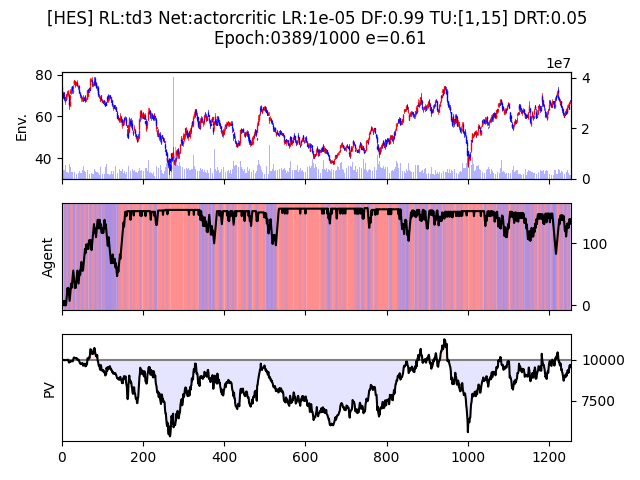 [HES] RL:td3 Net:actorcritic LR:1e-05 DF:0.99 TU:[1,15] DRT:0.05
Epoch:0389/1000 e=0.61
1e7
80
60
40
Env.
4
2
0
Agent
100
0
PV
10000
7500
0 200 400 600 800 1000 1200